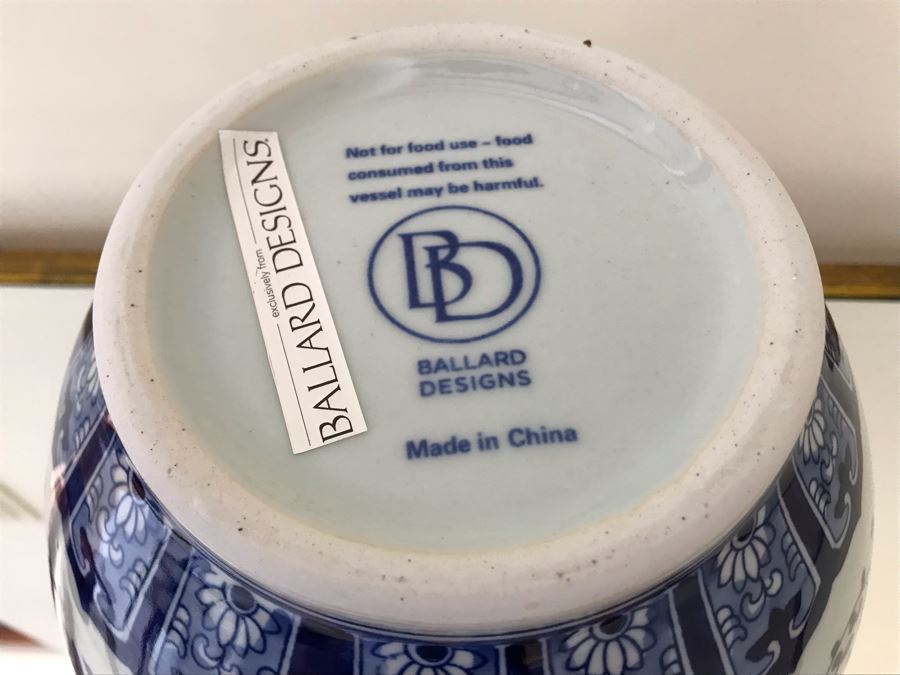 Not for food use – food
consumed from this
vessel may be harmful.
BD
BALLARD
DESIGNS
Made in China
exclusively from
BALLARD DESIGNS.